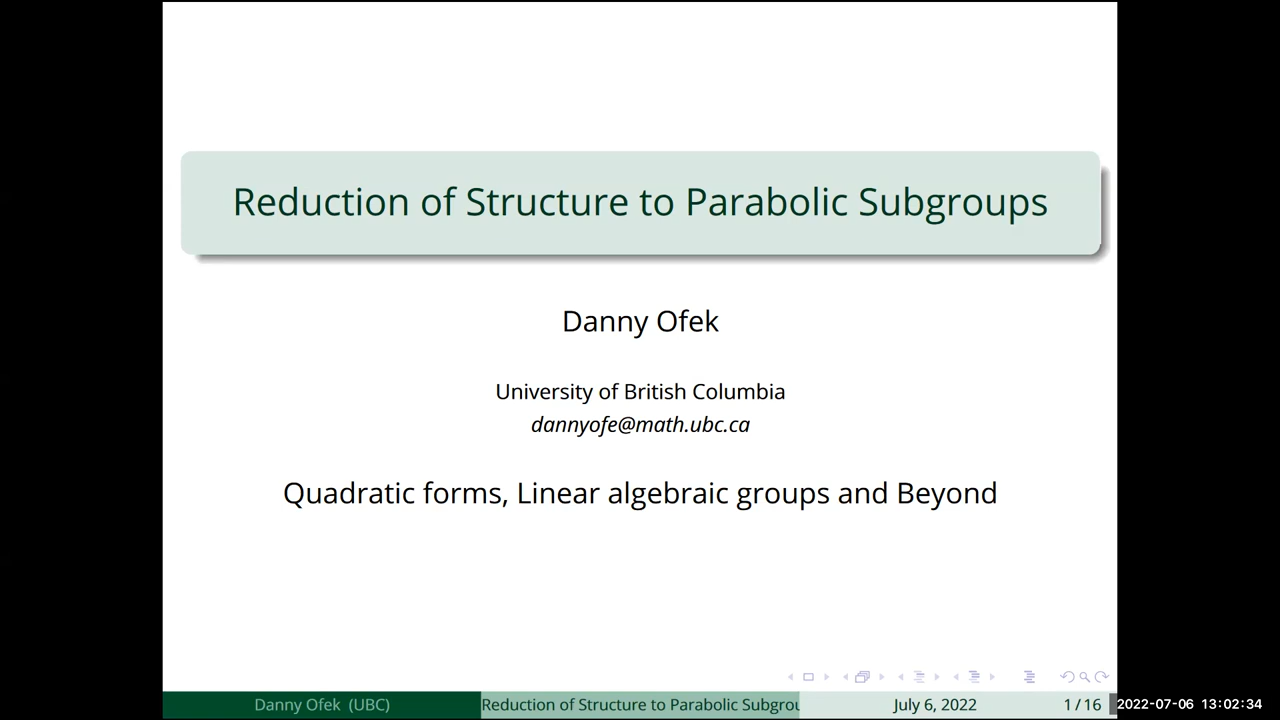 Reduction of Structure to Parabolic Subgroups
Danny Ofek
University of British Columbia
dannyofe@math.ubc.ca
Quadratic forms, Linear algebraic groups and Beyond
Danny Ofek (UBC) Reduction of Structure to Parabolic Subgrou July 6, 2022 1 / 16 2022-07-06 13:02:34